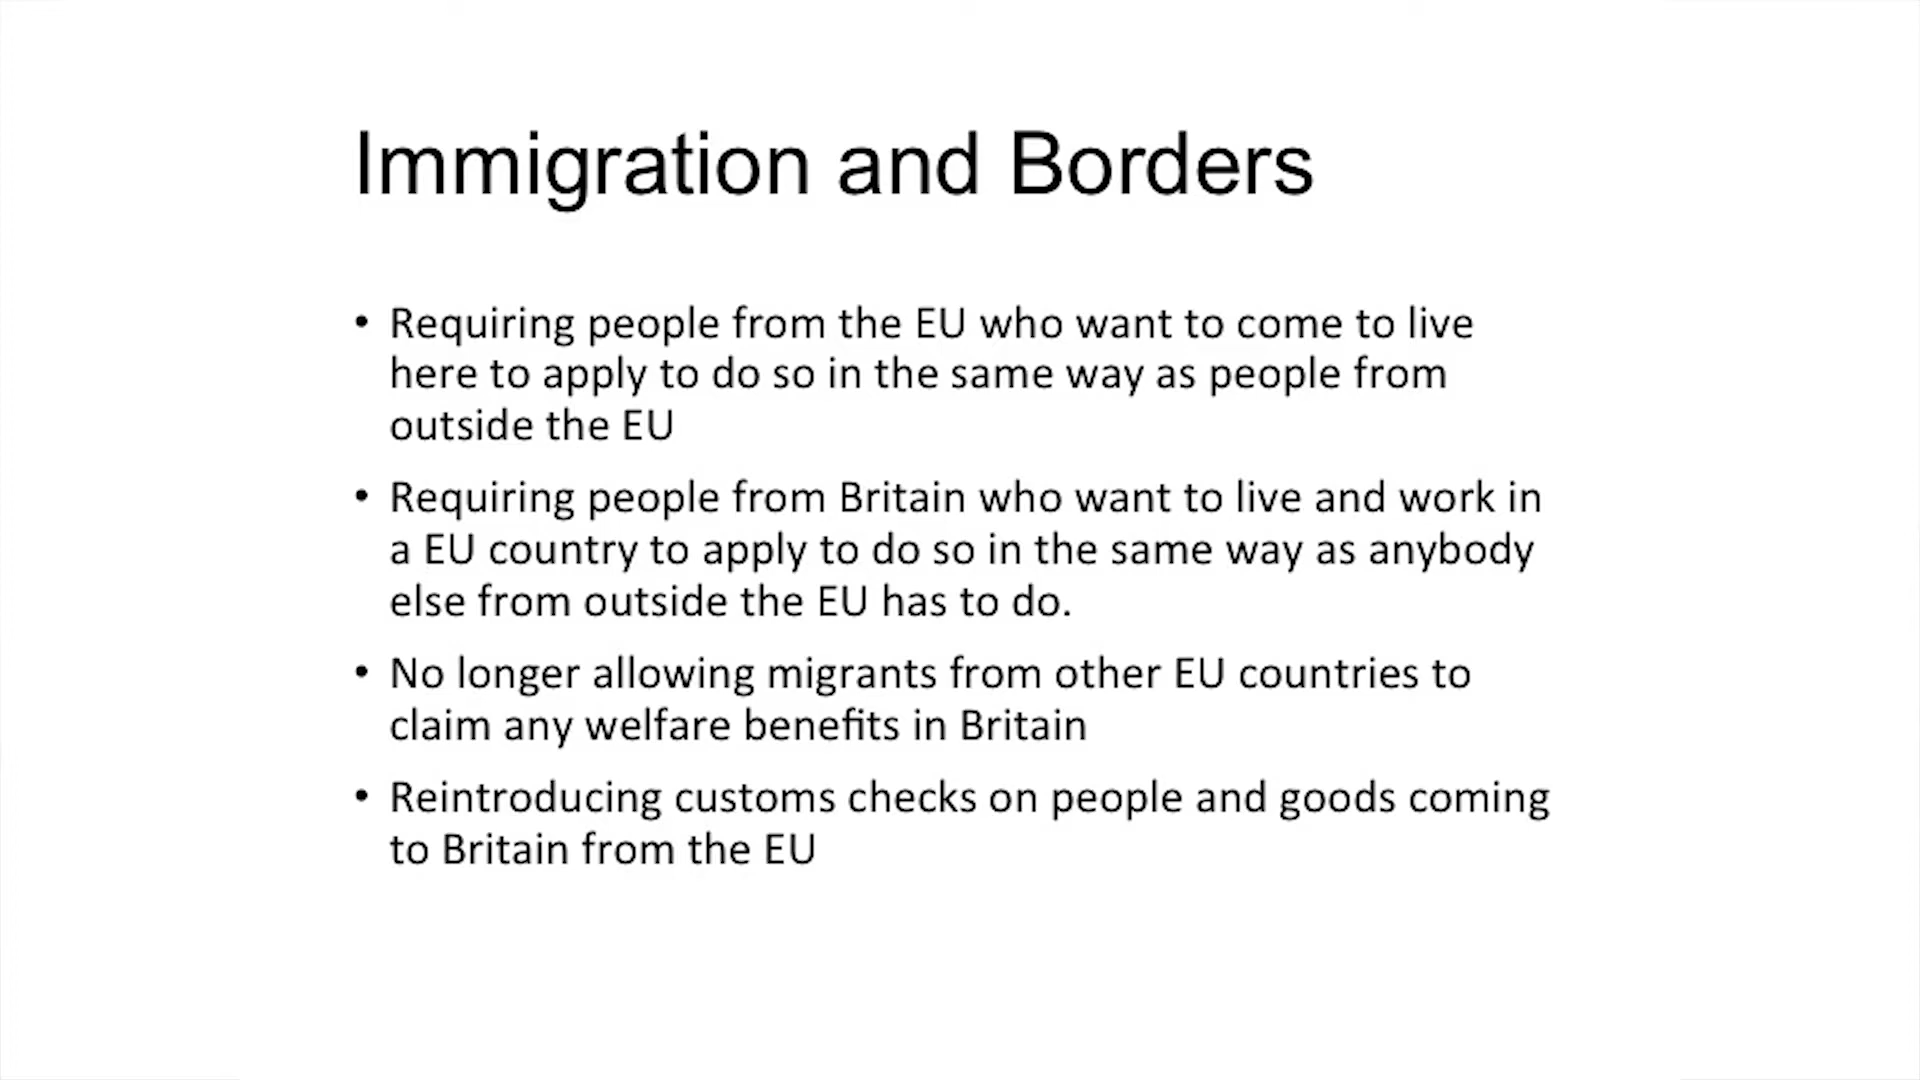 Immigration and Borders
• Requiring people from the EU who want to come to live
here to apply to do so in the same way as people from
outside the EU
• Requiring people from Britain who want to live and work in
a EU country to apply to do so in the same way as anybody
else from outside the EU has to do.
• No longer allowing migrants from other EU countries to
claim any welfare benefits in Britain
• Reintroducing customs checks on people and goods coming
to Britain from the EU